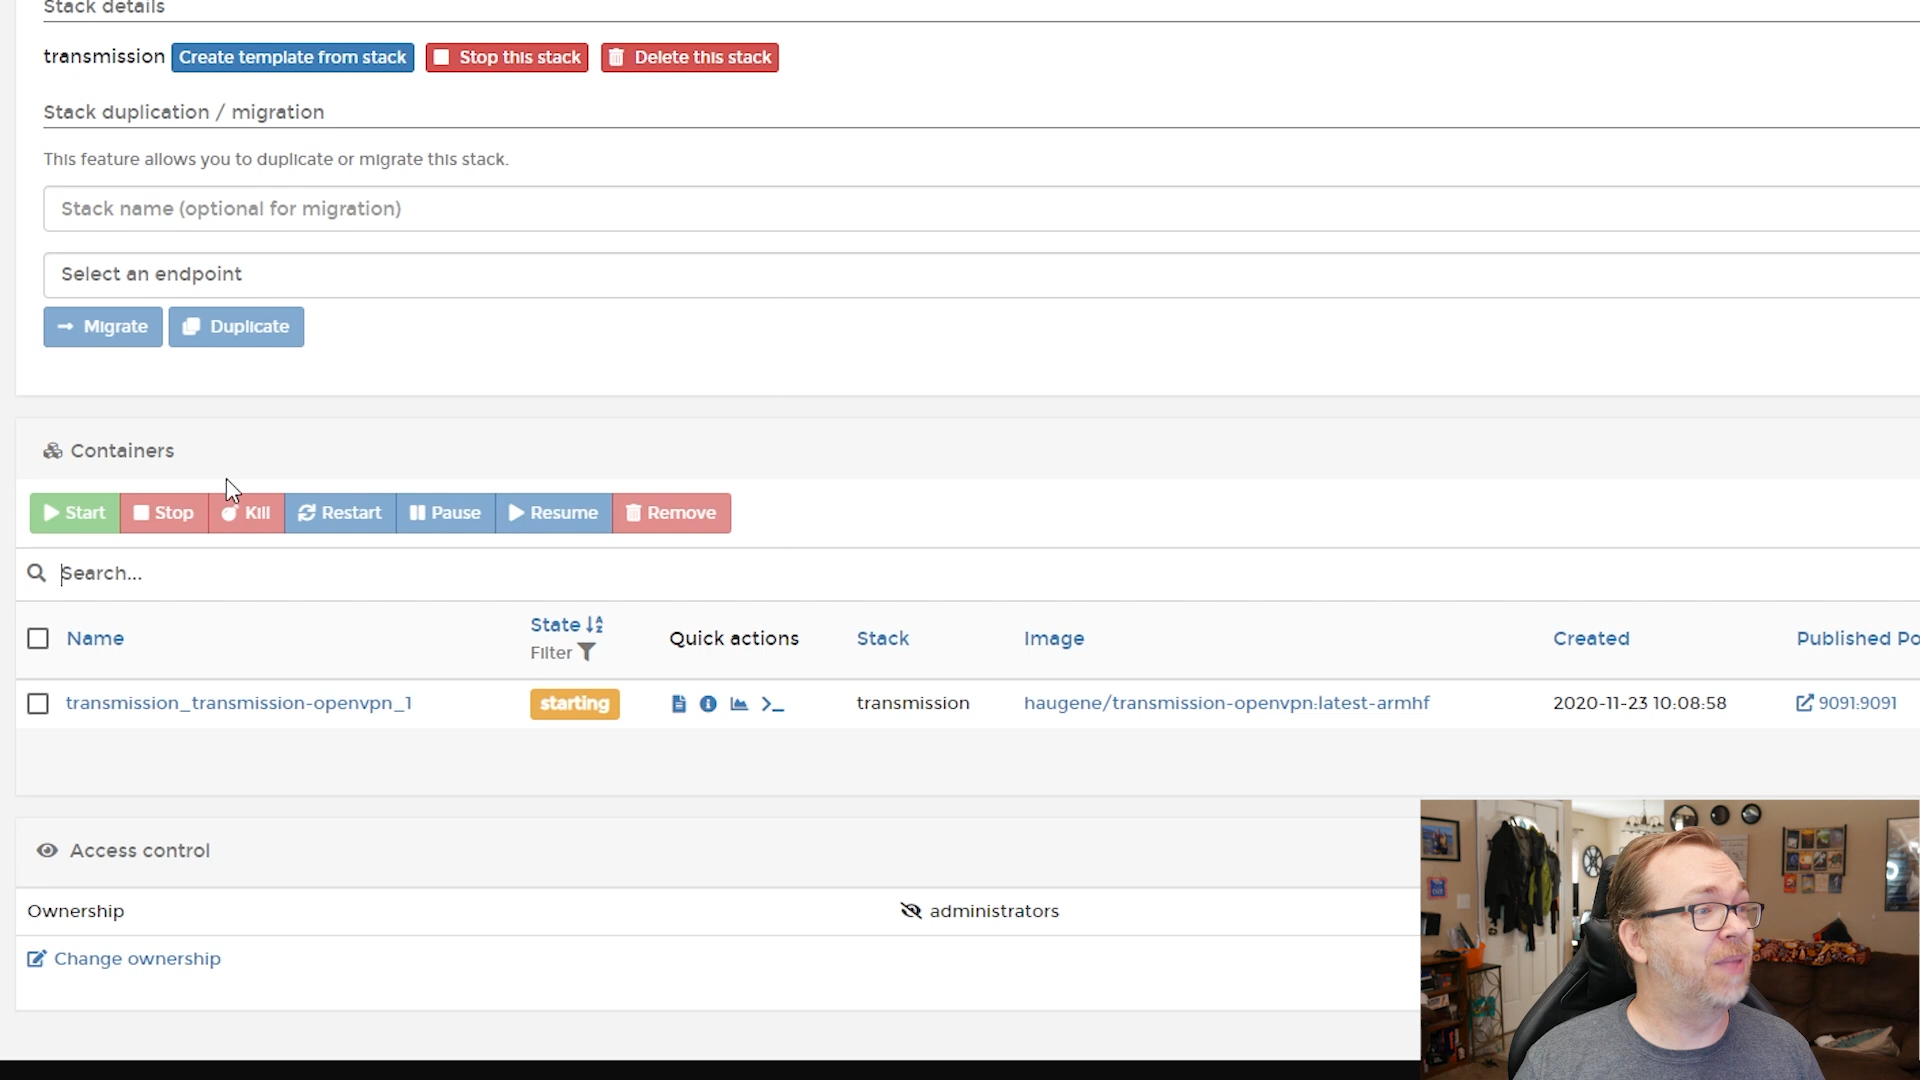 Stack details
transmission Create template from stack Stop this stack Delete this stack
Stack duplication / migration
This feature allows you to duplicate or migrate this stack.
Stack name (optional for migration)
Select an endpoint
Migrate Duplicate
Containers
Start Stop Kill Restart Pause Resume Remove
Search...
Name State Filter Quick actions Stack Image Created Published Po
transmission_transmission-openvpn_1 starting transmission haugene/transmission-openvpn:latest-armhf 2020-11-23 10:08:58 9091:9091
Access control
Ownership administrators
Change ownership